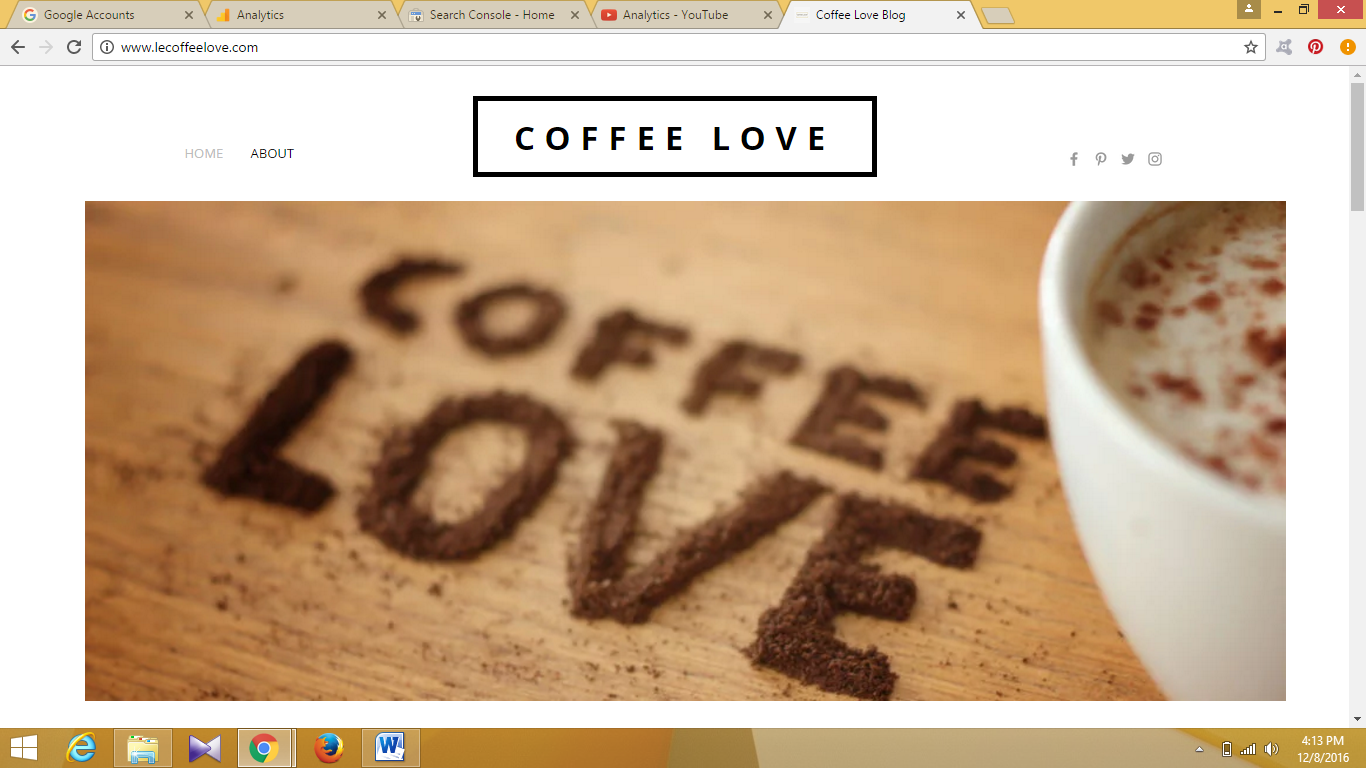 Google Accounts
Analytics
Search Console - Home
Analytics - YouTube
Coffee Love Blog
www.lecoffeelove.com
COFFEE LOVE
HOME
ABOUT
COFFEE
LOVE
4:13 PM
12/8/2016